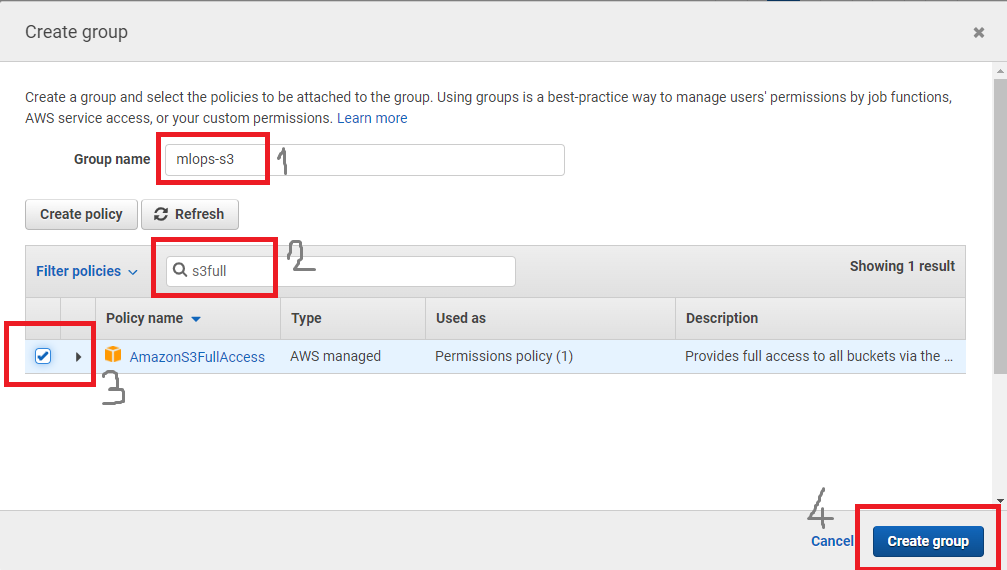 Create group
Create a group and select the policies to be attached to the group. Using groups is a best-practice way to manage users' permissions by job functions,
AWS service access, or your custom permissions. Learn more
Group name mlops-s3 1
Create policy Refresh
Filter policies s3full 2 Showing 1 result
Policy name Type Used as Description
AmazonS3FullAccess AWS managed Permissions policy (1) Provides full access to all buckets via the ...
3
4
Cancel Create group